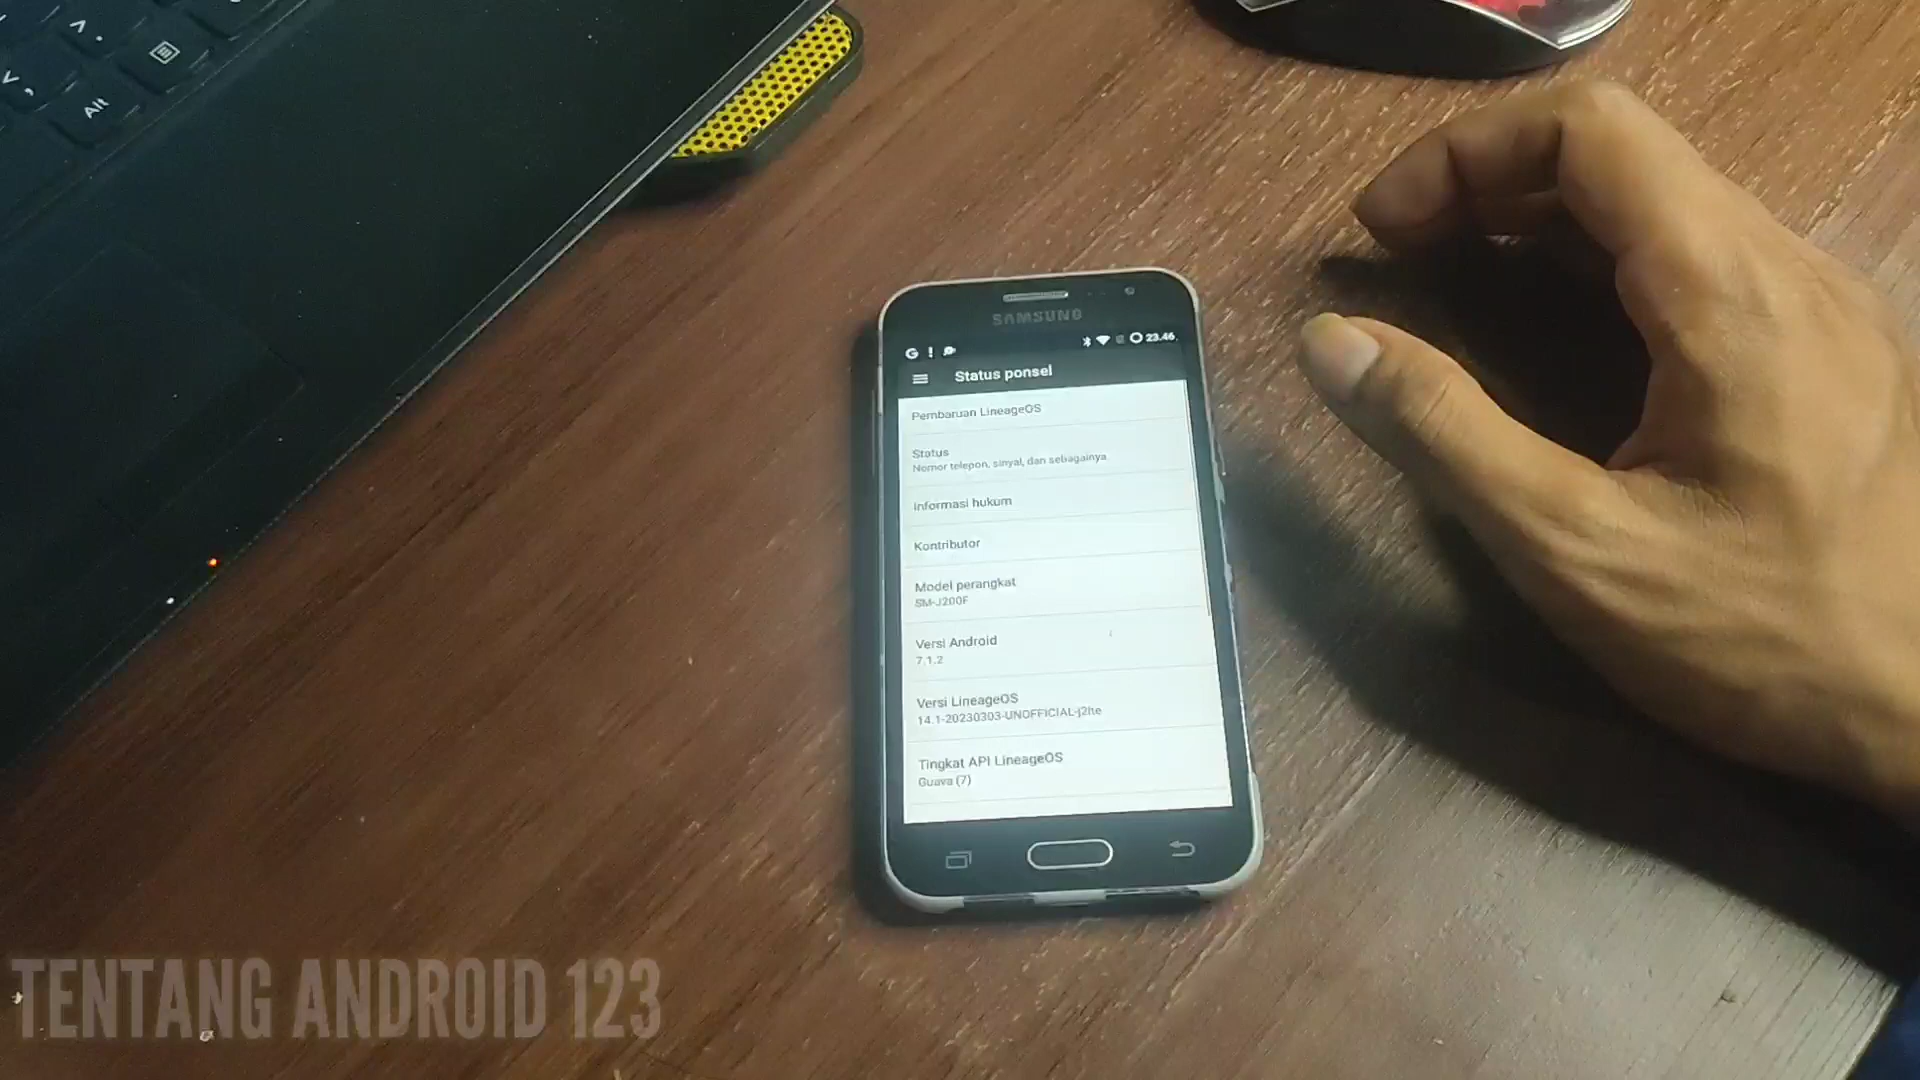 Alt
SAMSUNG
G ! 23.46
Status ponsel
Pembaruan LineageOS
Status
Nomor telepon, sinyal, dan sebagainya
Informasi hukum
Kontributor
Model perangkat
SM-J200F
Versi Android
7.1.2
Versi LineageOS
14.1-20230303-UNOFFICIAL-j2lte
Tingkat API LineageOS
Guava (7)
TENTANG ANDROID 123